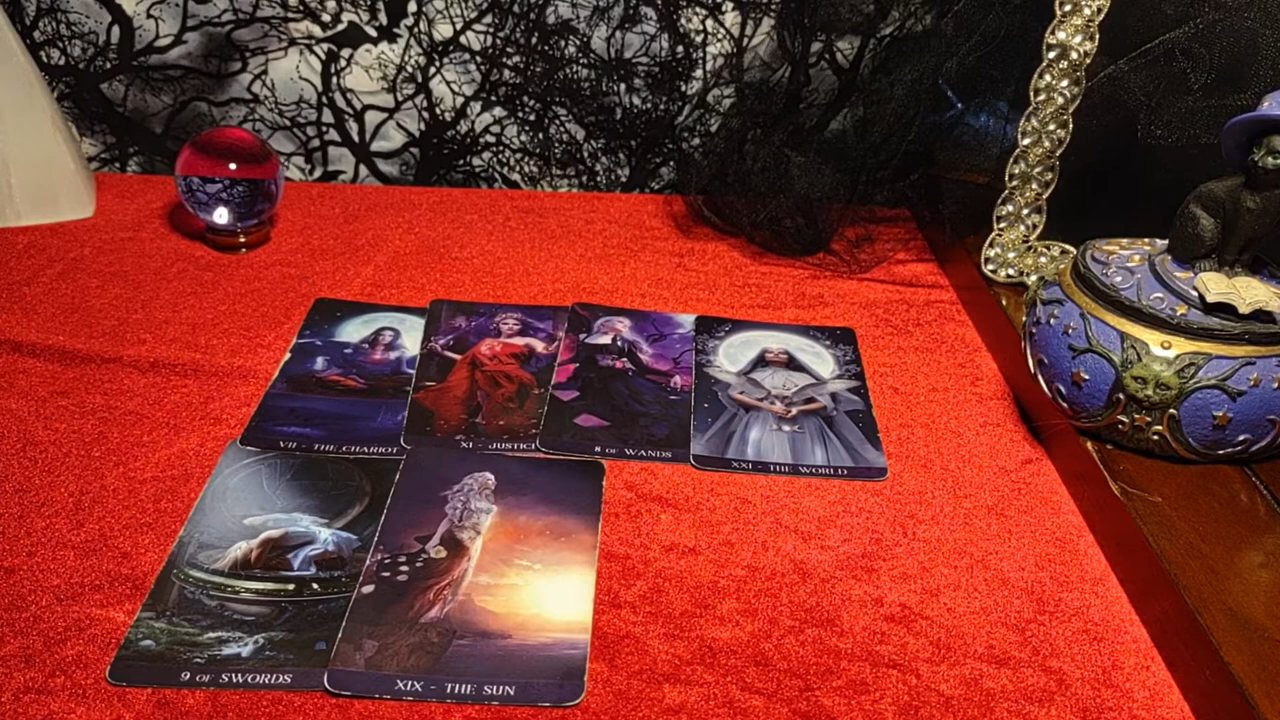 VII - THE CHARIOT
XI - JUSTICE
8 OF WANDS
XXI - THE WORLD
9 OF SWORDS
XIX - THE SUN